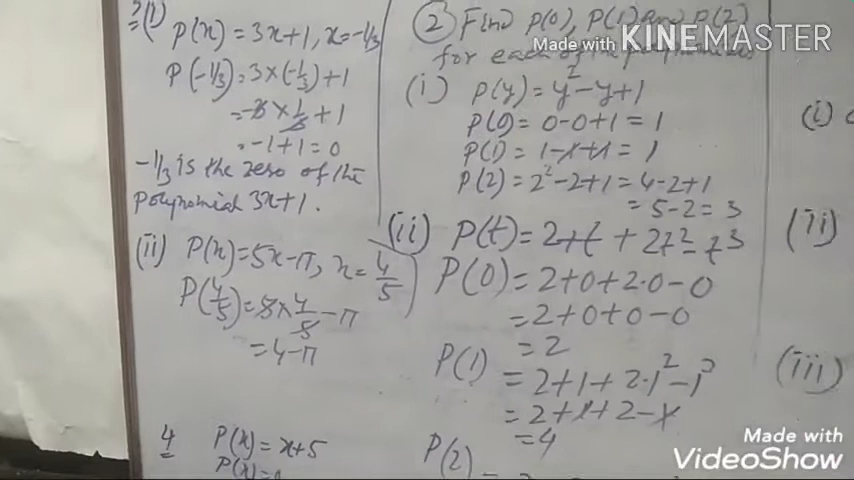 (i) P(x) = 3x+1, x = -1/3
P(-1/3) = 3×(-1/3)+1
= -3 × 1/3 + 1
= -1+1 = 0
-1/3 is the zero of the
polynomial 3x+1.
(ii) P(x) = 5x-π, x = 4/5
P(4/5) = 5×4/5 - π
= 4-π
4 P(x) = x+5
P(x) =
② Find P(0), P(1) and P(2)
for each of the
(i) P(y) = y²-y+1
P(0) = 0-0+1 = 1
P(1) = 1-1+1 = 1
P(2) = 2²-2+1 = 4-2+1
= 5-2 = 3
(ii) P(t) = 2+t + 2t²-t³
P(0) = 2+0+2·0-0
= 2+0+0-0
= 2
P(1)
= 2+1+2·1²-1³
= 2+1+2-1
= 4
P(2)
(i)
(ii)
(iii)
Made with KINEMASTER
Made with
VideoShow